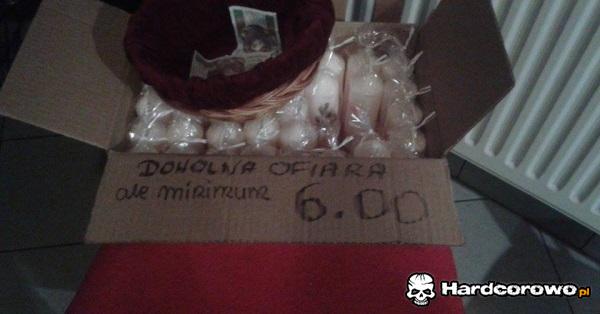 DOWOLNA OFIARA
ale minimum 6.00
Hardcorowo.pl